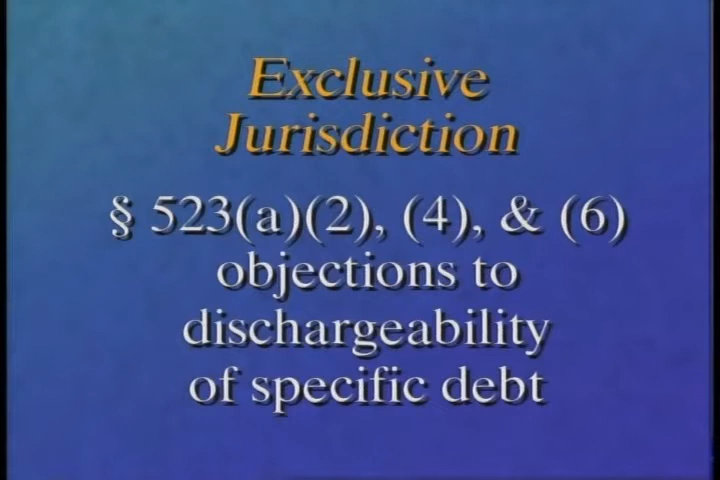 Exclusive
Jurisdiction
§ 523(a)(2), (4), & (6)
objections to
dischargeability
of specific debt